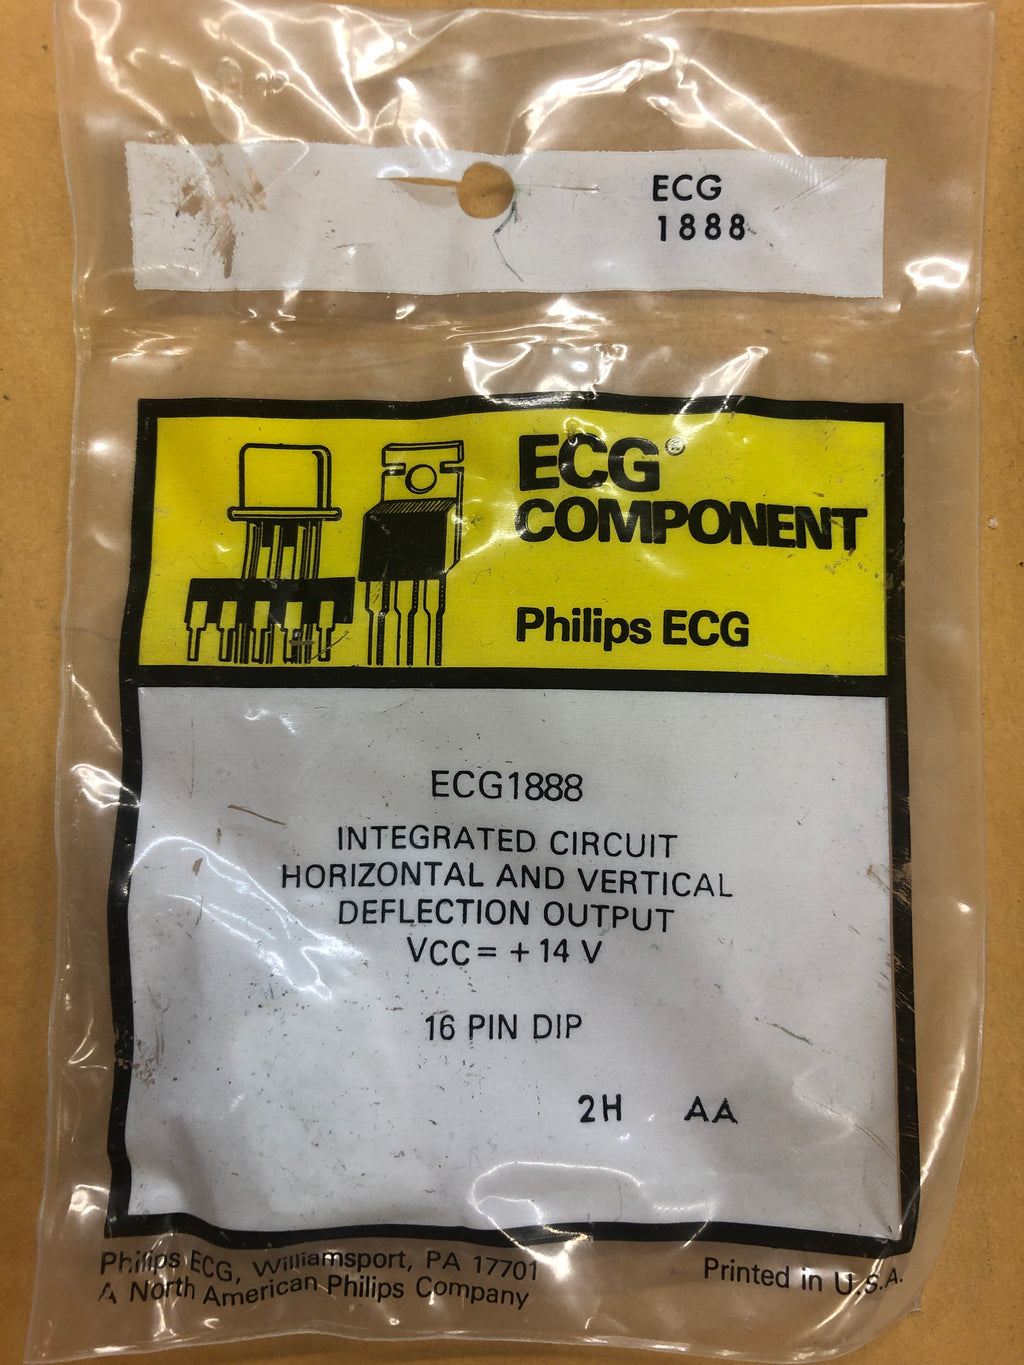 ECG
1888
ECG®
COMPONENT
Philips ECG
ECG1888
INTEGRATED CIRCUIT
HORIZONTAL AND VERTICAL
DEFLECTION OUTPUT
VCC = + 14 V
16 PIN DIP
2H AA
Philips ECG, Williamsport, PA 17701
A North American Philips Company
Printed in U.S.A.